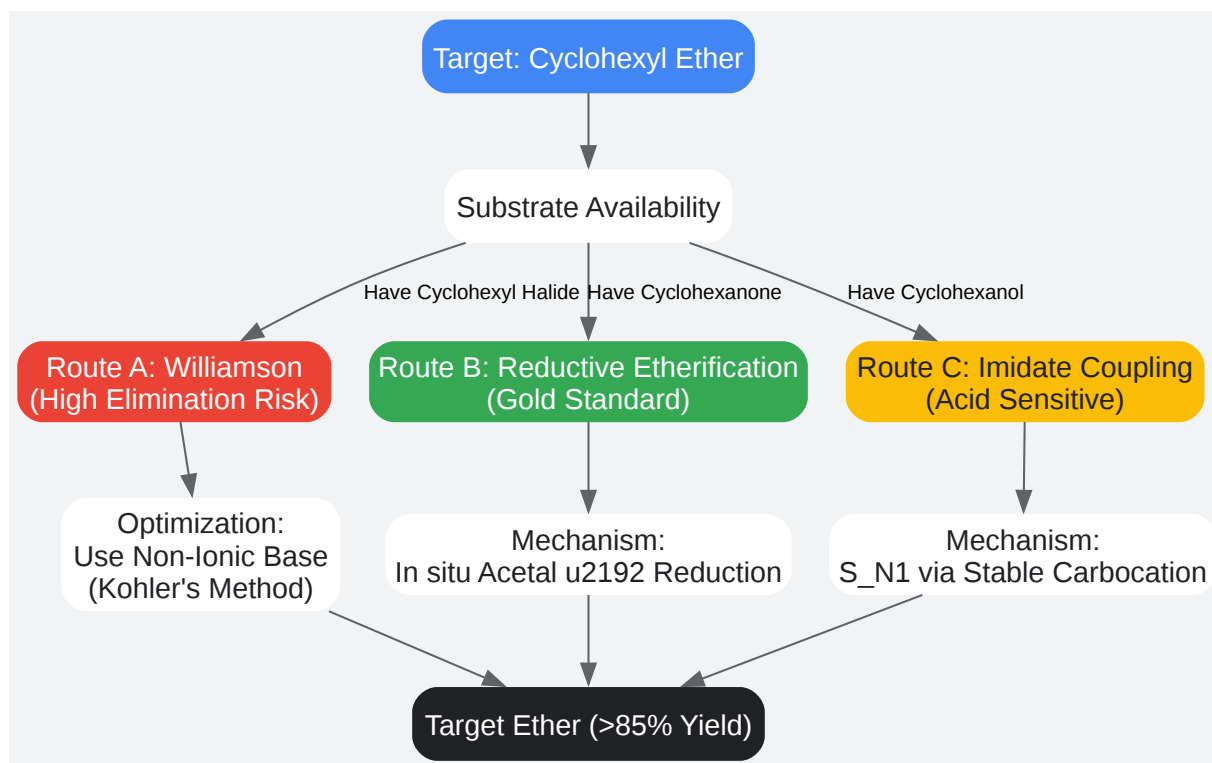 Target: Cyclohexyl Ether
Substrate Availability
Have Cyclohexyl Halide
Have Cyclohexanone
Have Cyclohexanol
Route A: Williamson
(High Elimination Risk)
Route B: Reductive Etherification
(Gold Standard)
Route C: Imidate Coupling
(Acid Sensitive)
Optimization:
Use Non-Ionic Base
(Kohler's Method)
Mechanism:
In situ Acetal u2192 Reduction
Mechanism:
S_N1 via Stable Carbocation
Target Ether (>85% Yield)